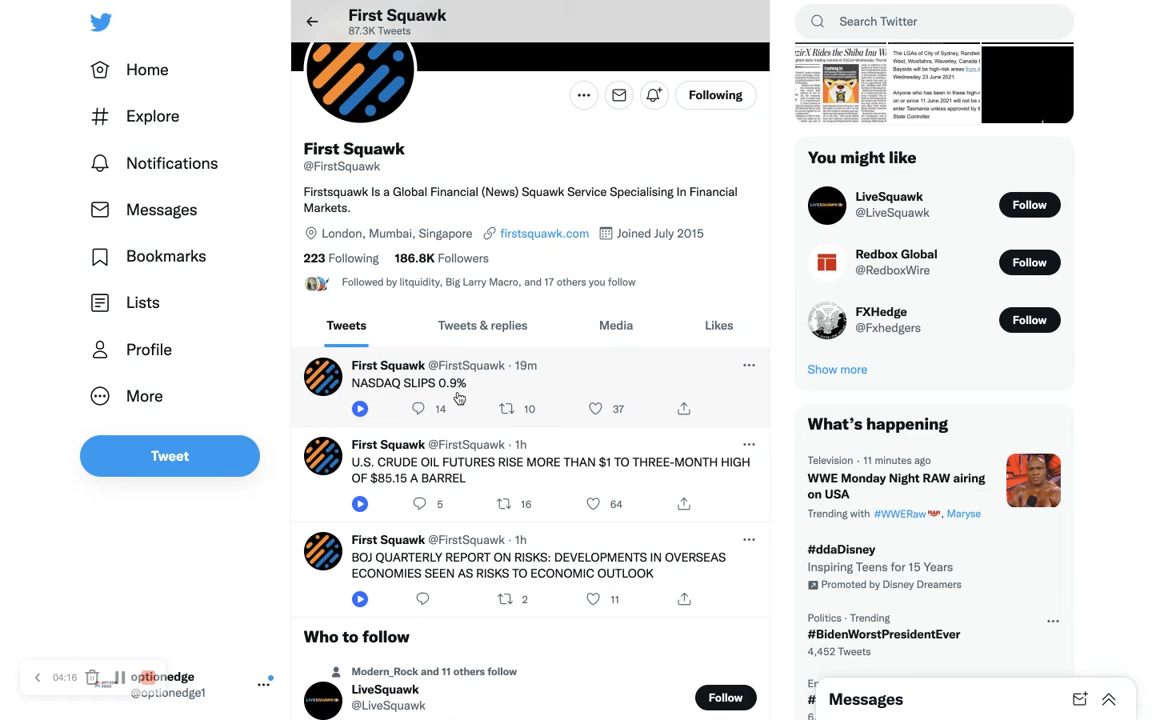 First Squawk
87.3K Tweets
Search Twitter
Home
Explore
Notifications
Messages
Bookmarks
Lists
Profile
More
Tweet
04:16
optionedge
@optionedge1
Following
First Squawk
@FirstSquawk
Firstsquawk Is a Global Financial (News) Squawk Service Specialising In Financial
Markets.
London, Mumbai, Singapore firstsquawk.com Joined July 2015
223 Following 186.8K Followers
Followed by litquidity, Big Larry Macro, and 17 others you follow
Tweets Tweets & replies Media Likes
First Squawk @FirstSquawk · 19m
NASDAQ SLIPS 0.9%
14 10 37
First Squawk @FirstSquawk · 1h
U.S. CRUDE OIL FUTURES RISE MORE THAN $1 TO THREE-MONTH HIGH
OF $85.15 A BARREL
5 16 64
First Squawk @FirstSquawk · 1h
BOJ QUARTERLY REPORT ON RISKS: DEVELOPMENTS IN OVERSEAS
ECONOMIES SEEN AS RISKS TO ECONOMIC OUTLOOK
2 11
Who to follow
Modern_Rock and 11 others follow
LiveSquawk
@LiveSquawk
Follow
Rides the Shiba Inu
The LGAs of City of Sydney,
West, Woollahra, Waverley, Canada
Bayside will be high-risk areas
Wednesday 23 June 2021.
Anyone who has been in these high-
on or since 11 June 2021 will not be
enter Tasmania unless approved by
State Controller.
You might like
LiveSquawk
@LiveSquawk
Follow
Redbox Global
@RedboxWire
Follow
FXHedge
@Fxhedgers
Follow
Show more
What's happening
Television · 11 minutes ago
WWE Monday Night RAW airing
on USA
Trending with #WWERaw, Maryse
#ddaDisney
Inspiring Teens for 15 Years
Promoted by Disney Dreamers
Politics · Trending
#BidenWorstPresidentEver
4,452 Tweets
Messages